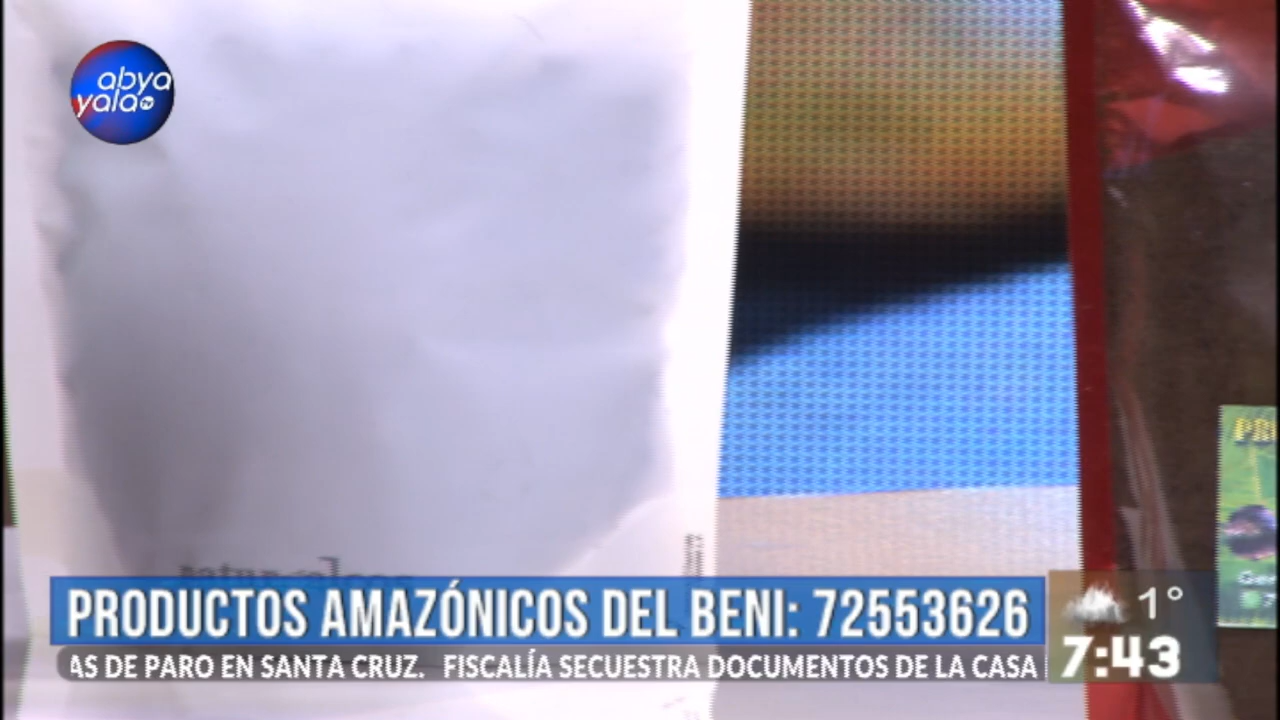 abya
yala tv
PRODUCTOS AMAZÓNICOS DEL BENI: 72553626
1°
AS DE PARO EN SANTA CRUZ. FISCALÍA SECUESTRA DOCUMENTOS DE LA CASA
7:43